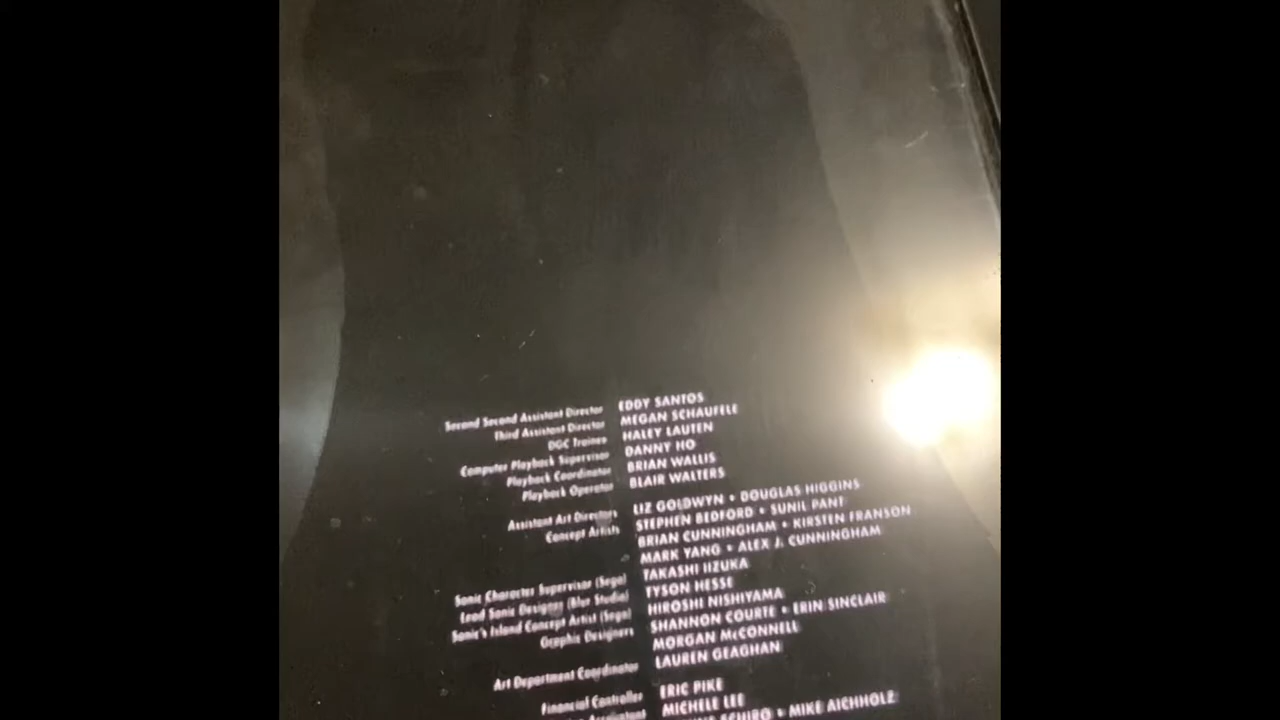 Second Second Assistant Director EDDY SANTOS
Third Assistant Director MEGAN SCHAUFELE
DGC Trainee HALEY LAUTEN
Computer Playback Supervisor DANNY HO
Playback Coordinator BRIAN WALLIS
Playback Operator BLAIR WALTERS
Assistant Art Directors LIZ GOLDWYN • DOUGLAS HIGGINS
Concept Artists STEPHEN BEDFORD • SUNIL PANT
BRIAN CUNNINGHAM • KIRSTEN FRANSON
MARK YANG • ALEX J. CUNNINGHAM
Sonic Character Supervisor (Sega) TAKASHI IIZUKA
Lead Sonic Designer (Blur Studio) TYSON HESSE
Sonic's Island Concept Artist (Sega) HIROSHI NISHIYAMA
Graphic Designers SHANNON COURTE • ERIN SINCLAIR
MORGAN McCONNELL
Art Department Coordinator LAUREN GEAGHAN
Financial Controller ERIC PIKE
Accountant MICHELE LEE
SCHIRO • MIKE AICHHOLZ